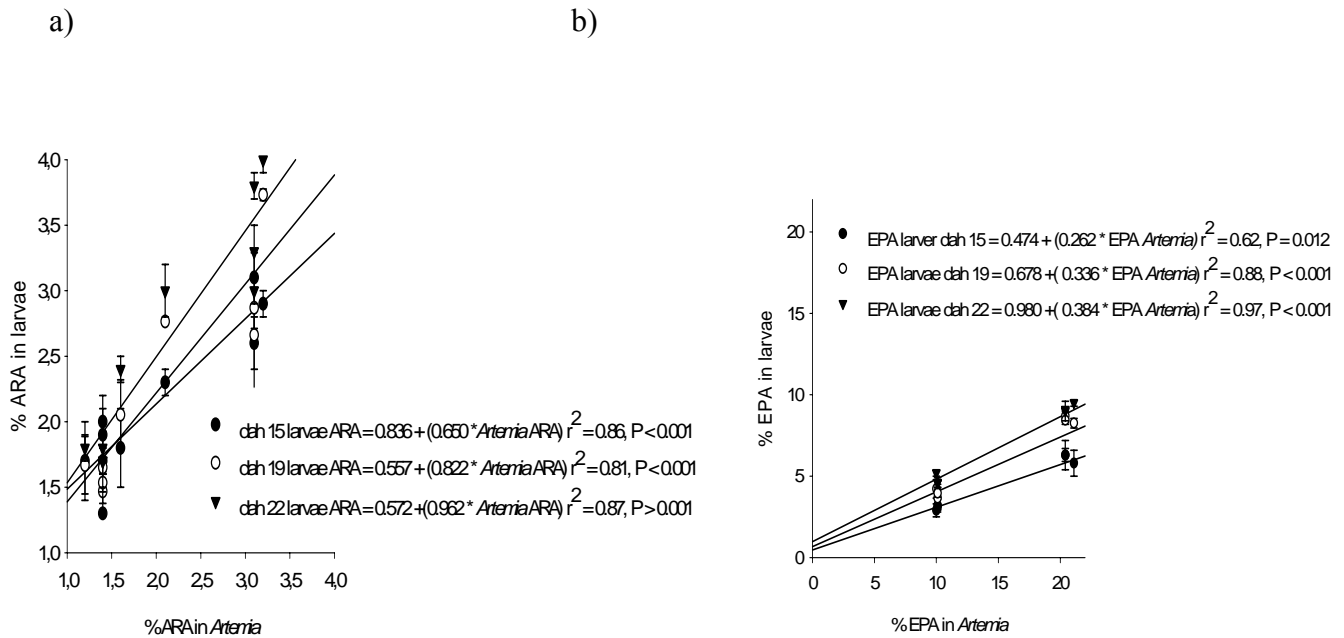 a)
b)
4,0
3,5
3,0
2,5
2,0
1,5
1,0
% ARA in larvae
dah 15 larvae ARA = 0.836 + (0.650 * Artemia ARA) r2 = 0.86, P < 0.001
dah 19 larvae ARA = 0.557 + (0.822 * Artemia ARA) r2 = 0.81, P < 0.001
dah 22 larvae ARA = 0.572 + (0.962 * Artemia ARA) r2 = 0.87, P > 0.001
1,0 1,5 2,0 2,5 3,0 3,5 4,0
% ARA in Artemia
20
15
10
5
0
% EPA in larvae
EPA larver dah 15 = 0.474 + (0.262 * EPA Artemia) r2 = 0.62, P = 0.012
EPA larvae dah 19 = 0.678 + ( 0.336 * EPA Artemia) r2 = 0.88, P < 0.001
EPA larvae dah 22 = 0.980 + ( 0.384 * EPA Artemia) r2 = 0.97, P < 0.001
0 5 10 15 20
% EPA in Artemia